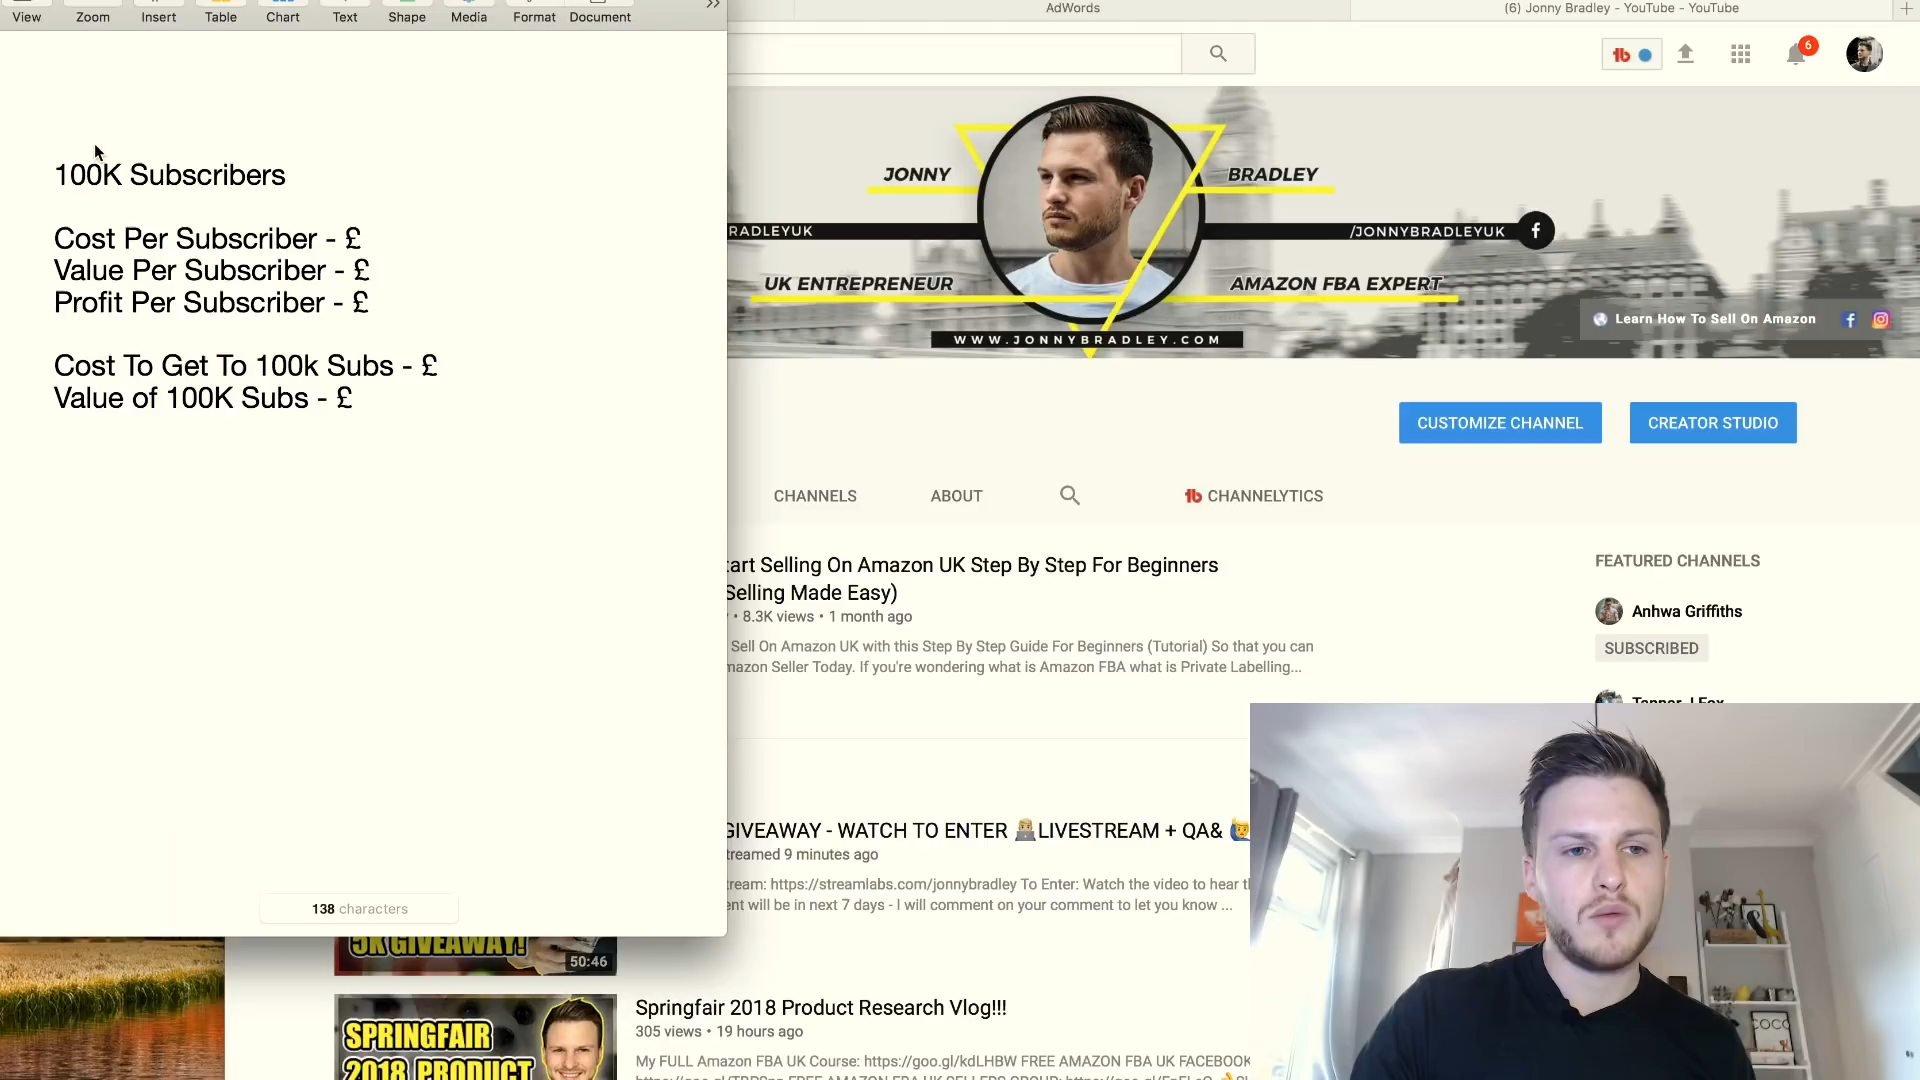 View Zoom Insert Table Chart Text Shape Media Format Document
AdWords
(6) Jonny Bradley - YouTube - YouTube
6
100K Subscribers
Cost Per Subscriber - £
Value Per Subscriber - £
Profit Per Subscriber - £
Cost To Get To 100k Subs - £
Value of 100K Subs - £
138 characters
JONNY BRADLEY
RADLEYUK
/JONNYBRADLEYUK
UK ENTREPRENEUR
AMAZON FBA EXPERT
WWW.JONNYBRADLEY.COM
Learn How To Sell On Amazon
CUSTOMIZE CHANNEL
CREATOR STUDIO
CHANNELS
ABOUT
CHANNELYTICS
tart Selling On Amazon UK Step By Step For Beginners
Selling Made Easy)
• 8.3K views • 1 month ago
Sell On Amazon UK with this Step By Step Guide For Beginners (Tutorial) So that you can
mazon Seller Today. If you're wondering what is Amazon FBA what is Private Labelling...
FEATURED CHANNELS
Anhwa Griffiths
SUBSCRIBED
GIVEAWAY - WATCH TO ENTER 👨🏼‍💻LIVESTREAM + QA& 🙋‍♂️
treamed 9 minutes ago
ream: https://streamlabs.com/jonnybradley To Enter: Watch the video to hear t
ent will be in next 7 days - I will comment on your comment to let you know ...
5K GIVEAWAY!
50:46
SPRINGFAIR
2018 PRODUCT
Springfair 2018 Product Research Vlog!!!
305 views • 19 hours ago
My FULL Amazon FBA UK Course: https://goo.gl/kdLHBW FREE AMAZON FBA UK FACEBOOK
COCO